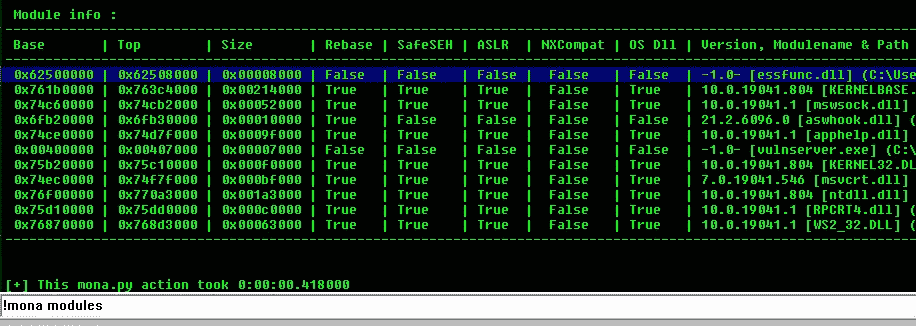 Module info :
Base | Top | Size | Rebase | SafeSEH | ASLR | NXCompat | OS Dll | Version, Modulename & Path
0x62500000 | 0x62508000 | 0x00008000 | False | False | False | False | False | -1.0- [essfunc.dll] (C:\Use
0x761b0000 | 0x763c4000 | 0x00214000 | True | True | True | False | True | 10.0.19041.804 [KERNELBASE.
0x74c60000 | 0x74cb2000 | 0x00052000 | True | True | True | False | True | 10.0.19041.1 [mswsock.dll] (
0x6fb20000 | 0x6fb30000 | 0x00010000 | True | False | True | False | False | 21.2.6096.0 [aswhook.dll] (
0x74ce0000 | 0x74d7f000 | 0x0009f000 | True | True | True | False | True | 10.0.19041.1 [apphelp.dll] (
0x00400000 | 0x00407000 | 0x00007000 | False | False | False | False | False | -1.0- [vulnserver.exe] (C:\
0x75b20000 | 0x75c10000 | 0x000f0000 | True | True | True | False | True | 10.0.19041.804 [KERNEL32.DL
0x74ec0000 | 0x74f7f000 | 0x000bf000 | True | True | True | False | True | 7.0.19041.546 [msvcrt.dll] (
0x76f00000 | 0x770a3000 | 0x001a3000 | True | True | True | False | True | 10.0.19041.804 [ntdll.dll] (
0x75d10000 | 0x75dd0000 | 0x000c0000 | True | True | True | False | True | 10.0.19041.1 [RPCRT4.dll] (
0x76870000 | 0x768d3000 | 0x00063000 | True | True | True | False | True | 10.0.19041.1 [WS2_32.DLL] (
[+] This mona.py action took 0:00:00.418000
!mona modules